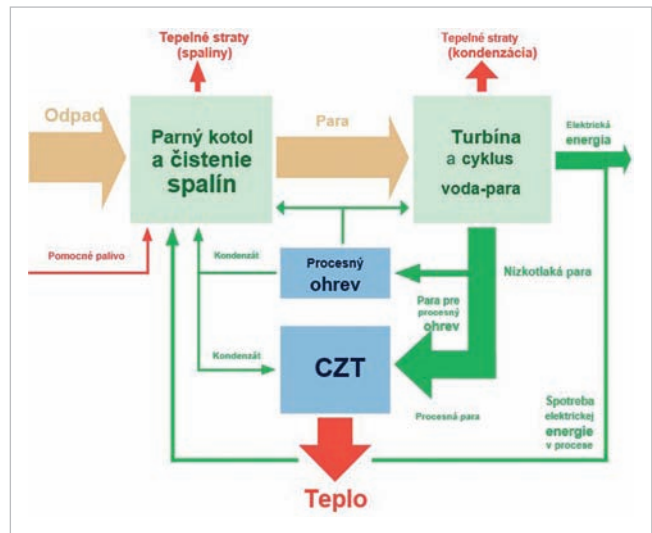 Tepelné straty
(spaliny)
Tepelné straty
(kondenzácia)
Odpad
Parný kotol
a čistenie
spalín
Para
Turbína
a cyklus
voda-para
Elektrická
energia
Pomocné palivo
Kondenzát
Procesný
ohrev
Nízkotlaká para
Para pre
procesný
ohrev
Kondenzát
CZT
Procesná para
Spotreba
elektrickej
energie
v procese
Teplo